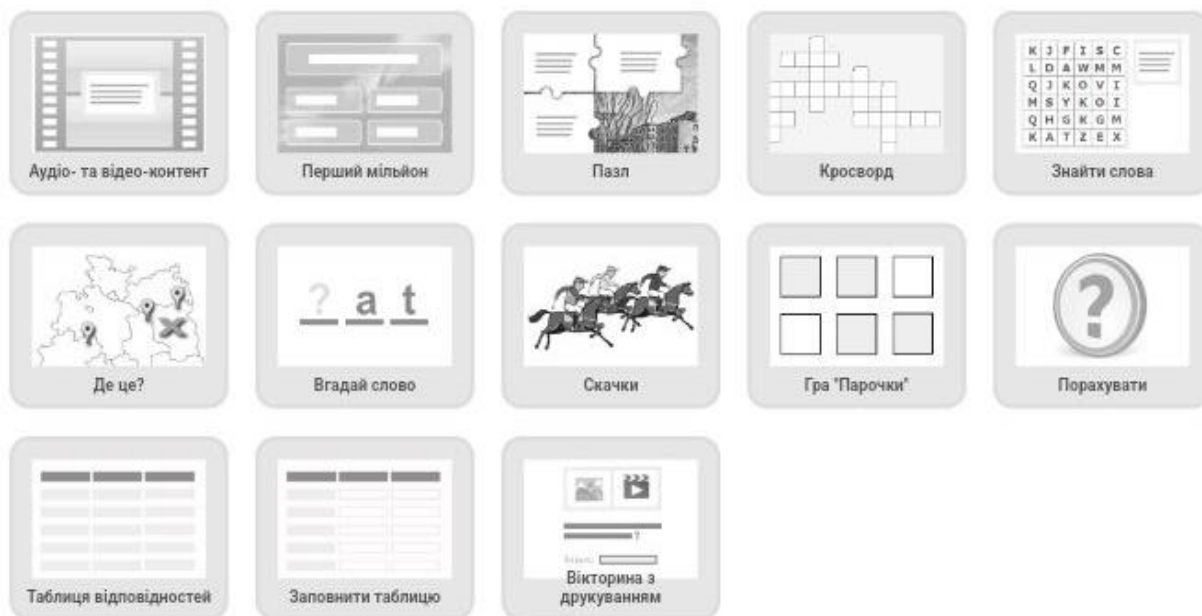 K J F I S C
L D A W M M
Q J K O V I
M S Y K O I
Q H G K G M
K A T Z E X
Аудіо- та відео-контент
Перший мільйон
Пазл
Кросворд
Знайти слова
? a t
Де це?
Вгадай слово
Скачки
Гра "Парочки"
?
Порахувати
?
Таблиця відповідностей
Заповнити таблицю
Вікторина з
друкуванням